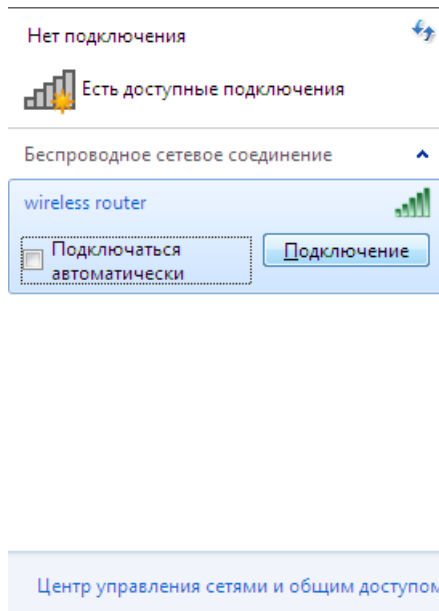 Нет подключения
Есть доступные подключения
Беспроводное сетевое соединение
wireless router
Подключаться
автоматически
Подключение
Центр управления сетями и общим доступом